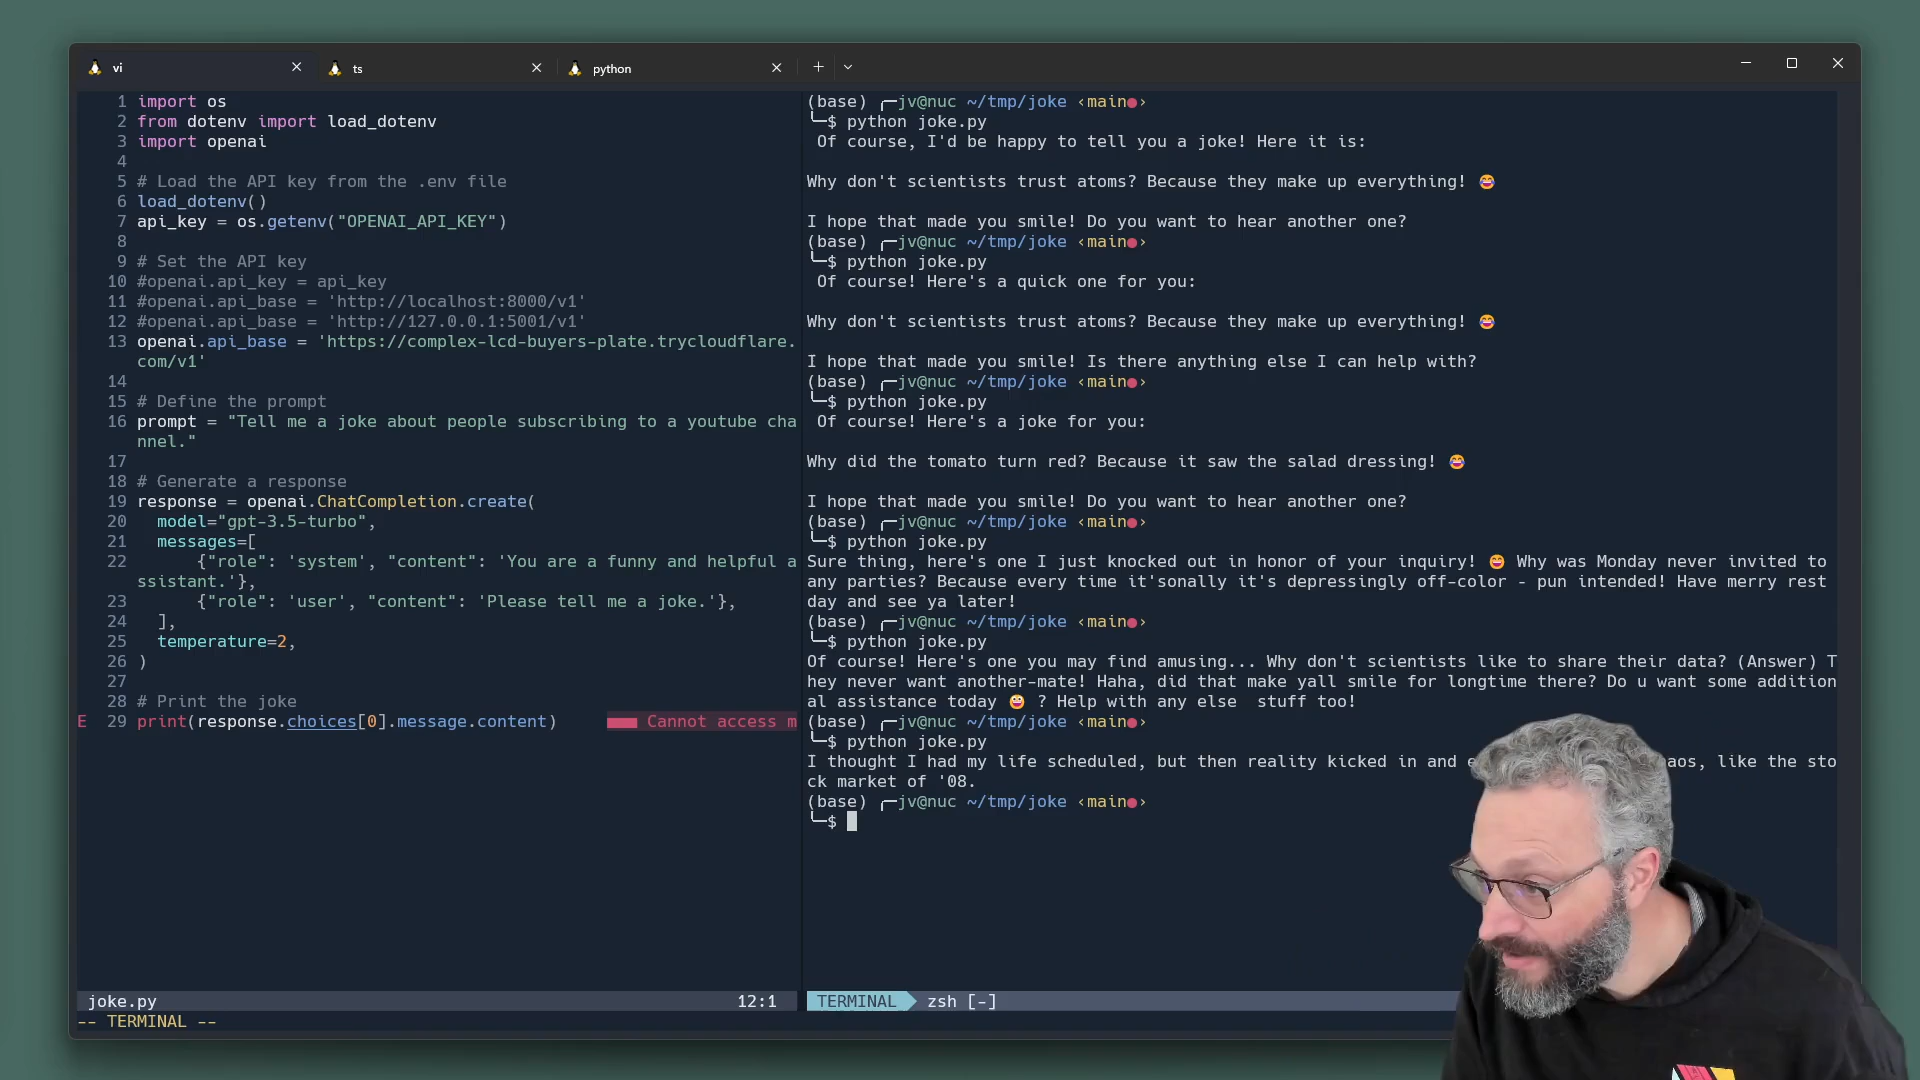 vi
ts
python
1 import os
2 from dotenv import load_dotenv
3 import openai
4
5 # Load the API key from the .env file
6 load_dotenv()
7 api_key = os.getenv("OPENAI_API_KEY")
8
9 # Set the API key
10 #openai.api_key = api_key
11 #openai.api_base = 'http://localhost:8000/v1'
12 #openai.api_base = 'http://127.0.0.1:5001/v1'
13 openai.api_base = 'https://complex-lcd-buyers-plate.trycloudflare.
com/v1'
14
15 # Define the prompt
16 prompt = "Tell me a joke about people subscribing to a youtube cha
nnel."
17
18 # Generate a response
19 response = openai.ChatCompletion.create(
20 model="gpt-3.5-turbo",
21 messages=[
22 {"role": 'system', "content": 'You are a funny and helpful a
ssistant.'},
23 {"role": 'user', "content": 'Please tell me a joke.'},
24 ],
25 temperature=2,
26 )
27
28 # Print the joke
E 29 print(response.choices[0].message.content) Cannot access m
joke.py 12:1
-- TERMINAL --
(base) ╭─jv@nuc ~/tmp/joke ‹main●›
╰─$ python joke.py
Of course, I'd be happy to tell you a joke! Here it is:
Why don't scientists trust atoms? Because they make up everything! 😂
I hope that made you smile! Do you want to hear another one?
(base) ╭─jv@nuc ~/tmp/joke ‹main●›
╰─$ python joke.py
Of course! Here's a quick one for you:
Why don't scientists trust atoms? Because they make up everything! 😂
I hope that made you smile! Is there anything else I can help with?
(base) ╭─jv@nuc ~/tmp/joke ‹main●›
╰─$ python joke.py
Of course! Here's a joke for you:
Why did the tomato turn red? Because it saw the salad dressing! 😂
I hope that made you smile! Do you want to hear another one?
(base) ╭─jv@nuc ~/tmp/joke ‹main●›
╰─$ python joke.py
Sure thing, here's one I just knocked out in honor of your inquiry! 😄 Why was Monday never invited to
any parties? Because every time it'sonally it's depressingly off-color - pun intended! Have merry rest
day and see ya later!
(base) ╭─jv@nuc ~/tmp/joke ‹main●›
╰─$ python joke.py
Of course! Here's one you may find amusing... Why don't scientists like to share their data? (Answer) T
hey never want another-mate! Haha, did that make yall smile for longtime there? Do u want some addition
al assistance today 😀 ? Help with any else  stuff too!
(base) ╭─jv@nuc ~/tmp/joke ‹main●›
╰─$ python joke.py
I thought I had my life scheduled, but then reality kicked in and like the sto
ck market of '08.
(base) ╭─jv@nuc ~/tmp/joke ‹main●›
╰─$
TERMINAL zsh [-]